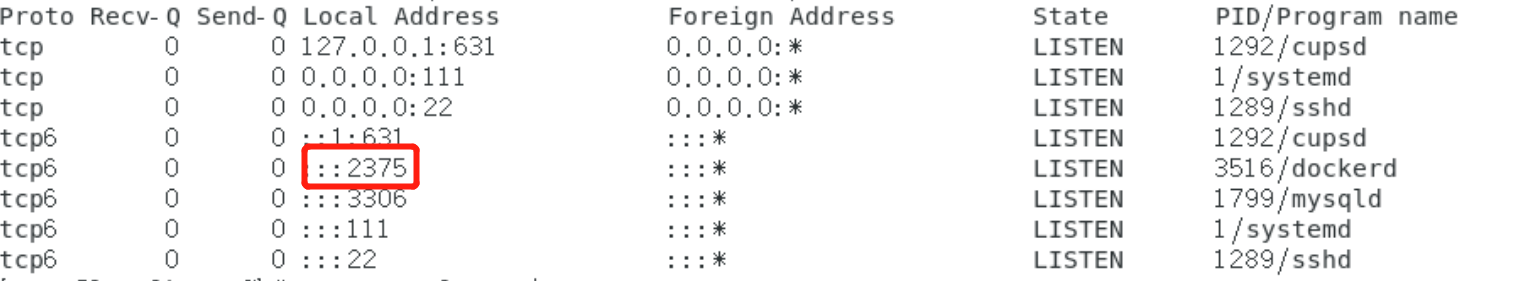 Proto Recv-Q Send-Q Local Address Foreign Address State PID/Program name
tcp 0 0 127.0.0.1:631 0.0.0.0:* LISTEN 1292/cupsd
tcp 0 0 0.0.0.0:111 0.0.0.0:* LISTEN 1/systemd
tcp 0 0 0.0.0.0:22 0.0.0.0:* LISTEN 1289/sshd
tcp6 0 0 ::1:631 :::* LISTEN 1292/cupsd
tcp6 0 0 :::2375 :::* LISTEN 3516/dockerd
tcp6 0 0 :::3306 :::* LISTEN 1799/mysqld
tcp6 0 0 :::111 :::* LISTEN 1/systemd
tcp6 0 0 :::22 :::* LISTEN 1289/sshd